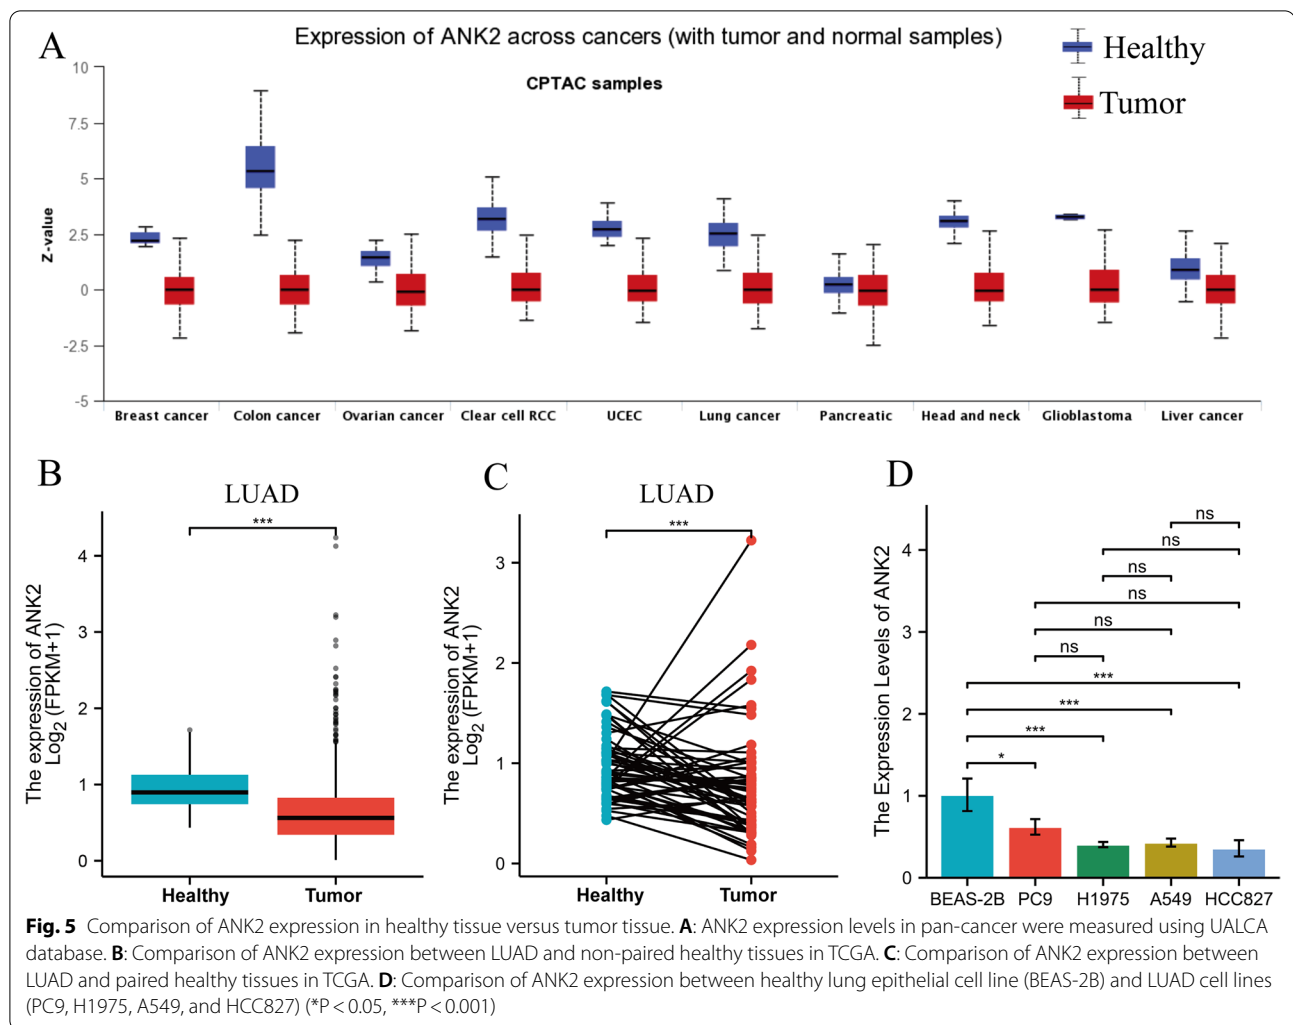 A
Expression of ANK2 across cancers (with tumor and normal samples)
Healthy
Tumor
CPTAC samples
Z-value
10
7.5
5
2.5
0
-2.5
-5
Breast cancer
Colon cancer
Ovarian cancer
Clear cell RCC
UCEC
Lung cancer
Pancreatic
Head and neck
Glioblastoma
Liver cancer
B
LUAD
***
The expression of ANK2
Log2 (FPKM+1)
4
3
2
1
0
Healthy
Tumor
C
LUAD
***
The expression of ANK2
Log2 (FPKM+1)
3
2
1
0
Healthy
Tumor
D
The Expression Levels of ANK2
4
3
2
1
0
ns
ns
ns
ns
ns
ns
***
***
***
*
BEAS-2B
PC9
H1975
A549
HCC827
Fig. 5 Comparison of ANK2 expression in healthy tissue versus tumor tissue. A: ANK2 expression levels in pan-cancer were measured using UALCA
database. B: Comparison of ANK2 expression between LUAD and non-paired healthy tissues in TCGA. C: Comparison of ANK2 expression between
LUAD and paired healthy tissues in TCGA. D: Comparison of ANK2 expression between healthy lung epithelial cell line (BEAS-2B) and LUAD cell lines
(PC9, H1975, A549, and HCC827) (*P < 0.05, ***P < 0.001)